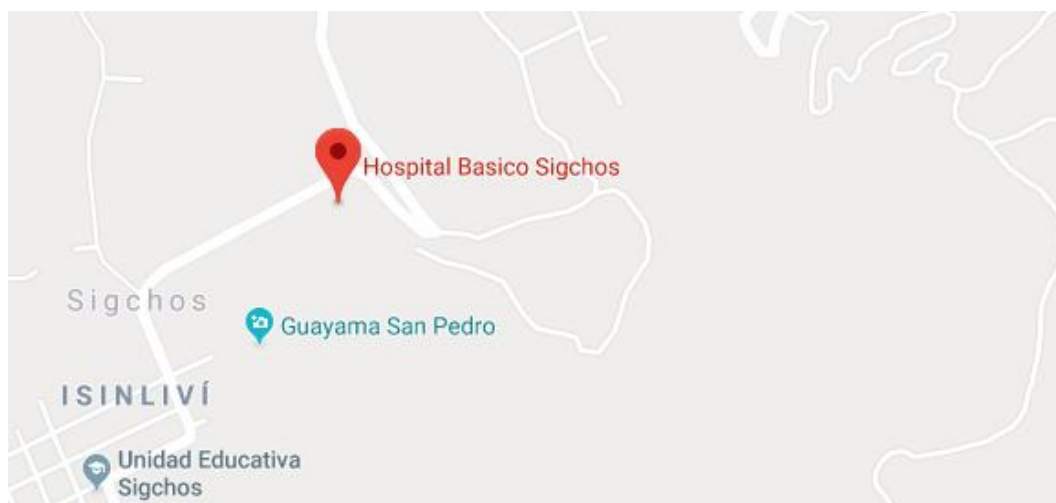 Hospital Basico Sigchos
Sigchos
Guayama San Pedro
ISINLIVÍ
Unidad Educativa
Sigchos